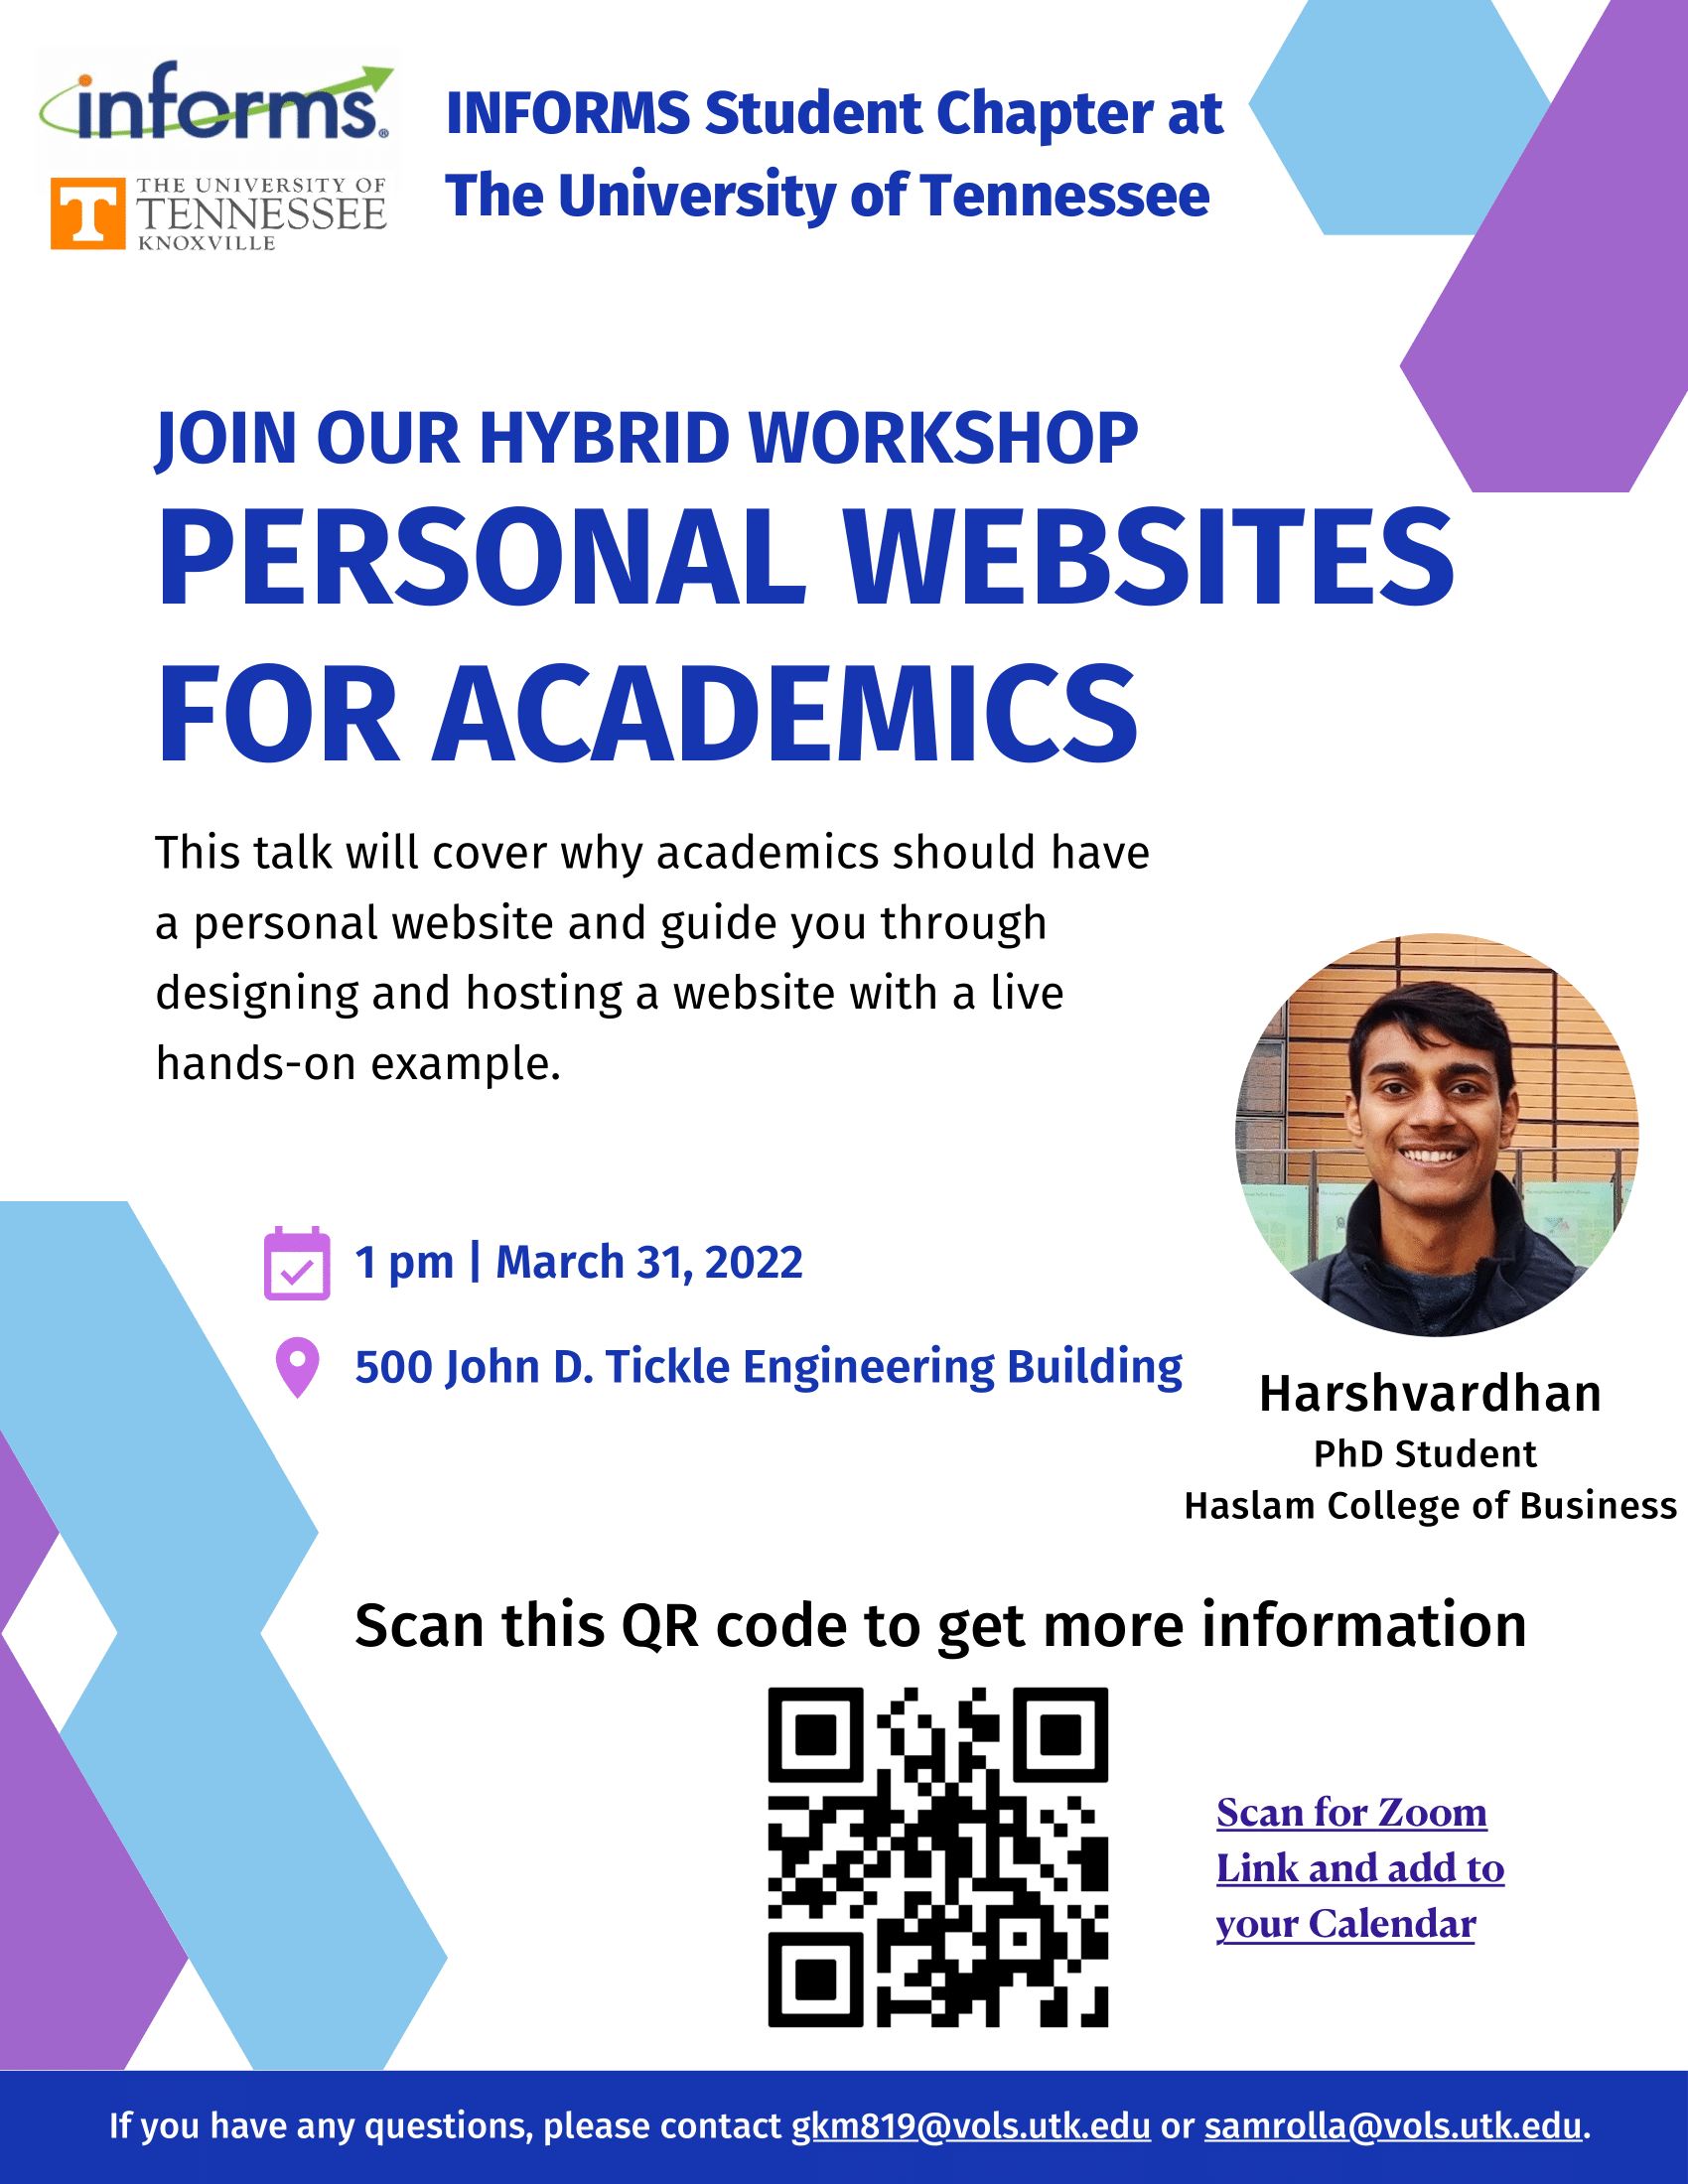 informs®
THE UNIVERSITY OF
TENNESSEE
KNOXVILLE
INFORMS Student Chapter at
The University of Tennessee
JOIN OUR HYBRID WORKSHOP
PERSONAL WEBSITES
FOR ACADEMICS
This talk will cover why academics should have
a personal website and guide you through
designing and hosting a website with a live
hands-on example.
1 pm | March 31, 2022
500 John D. Tickle Engineering Building
Harshvardhan
PhD Student
Haslam College of Business
Scan this QR code to get more information
Scan for Zoom
Link and add to
your Calendar
If you have any questions, please contact gkm819@vols.utk.edu or samrolla@vols.utk.edu.